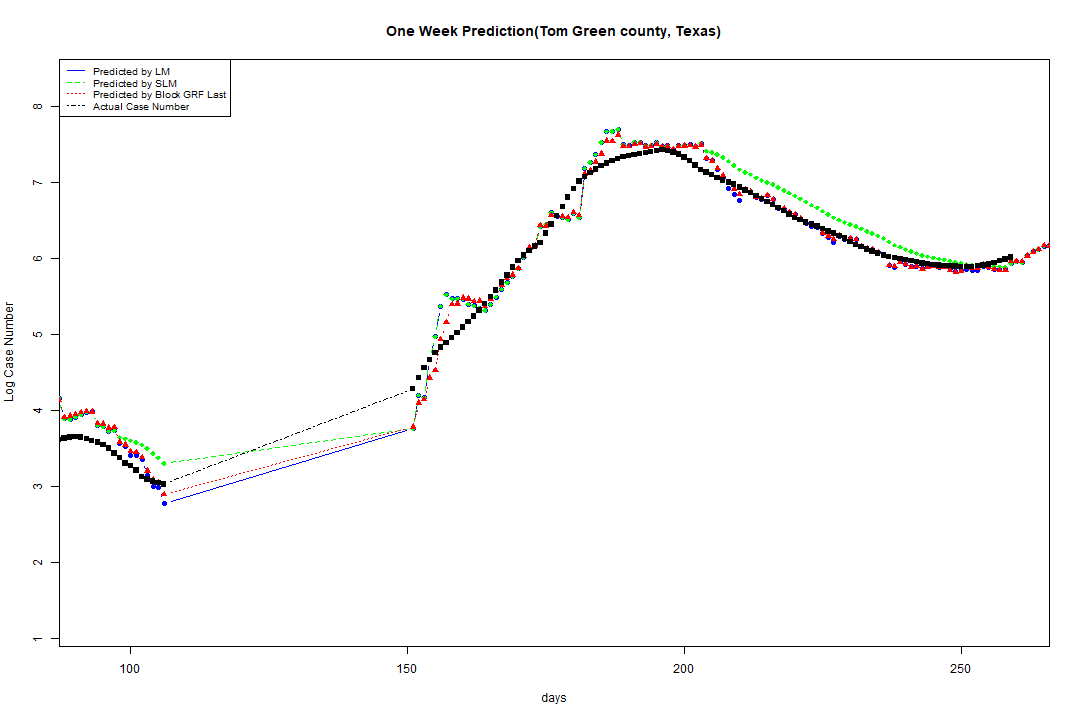 One Week Prediction(Tom Green county, Texas)
Predicted by LM
Predicted by SLM
Predicted by Block GRF Last
Actual Case Number
8
7
6
5
4
3
2
1
Log Case Number
100 150 200 250
days